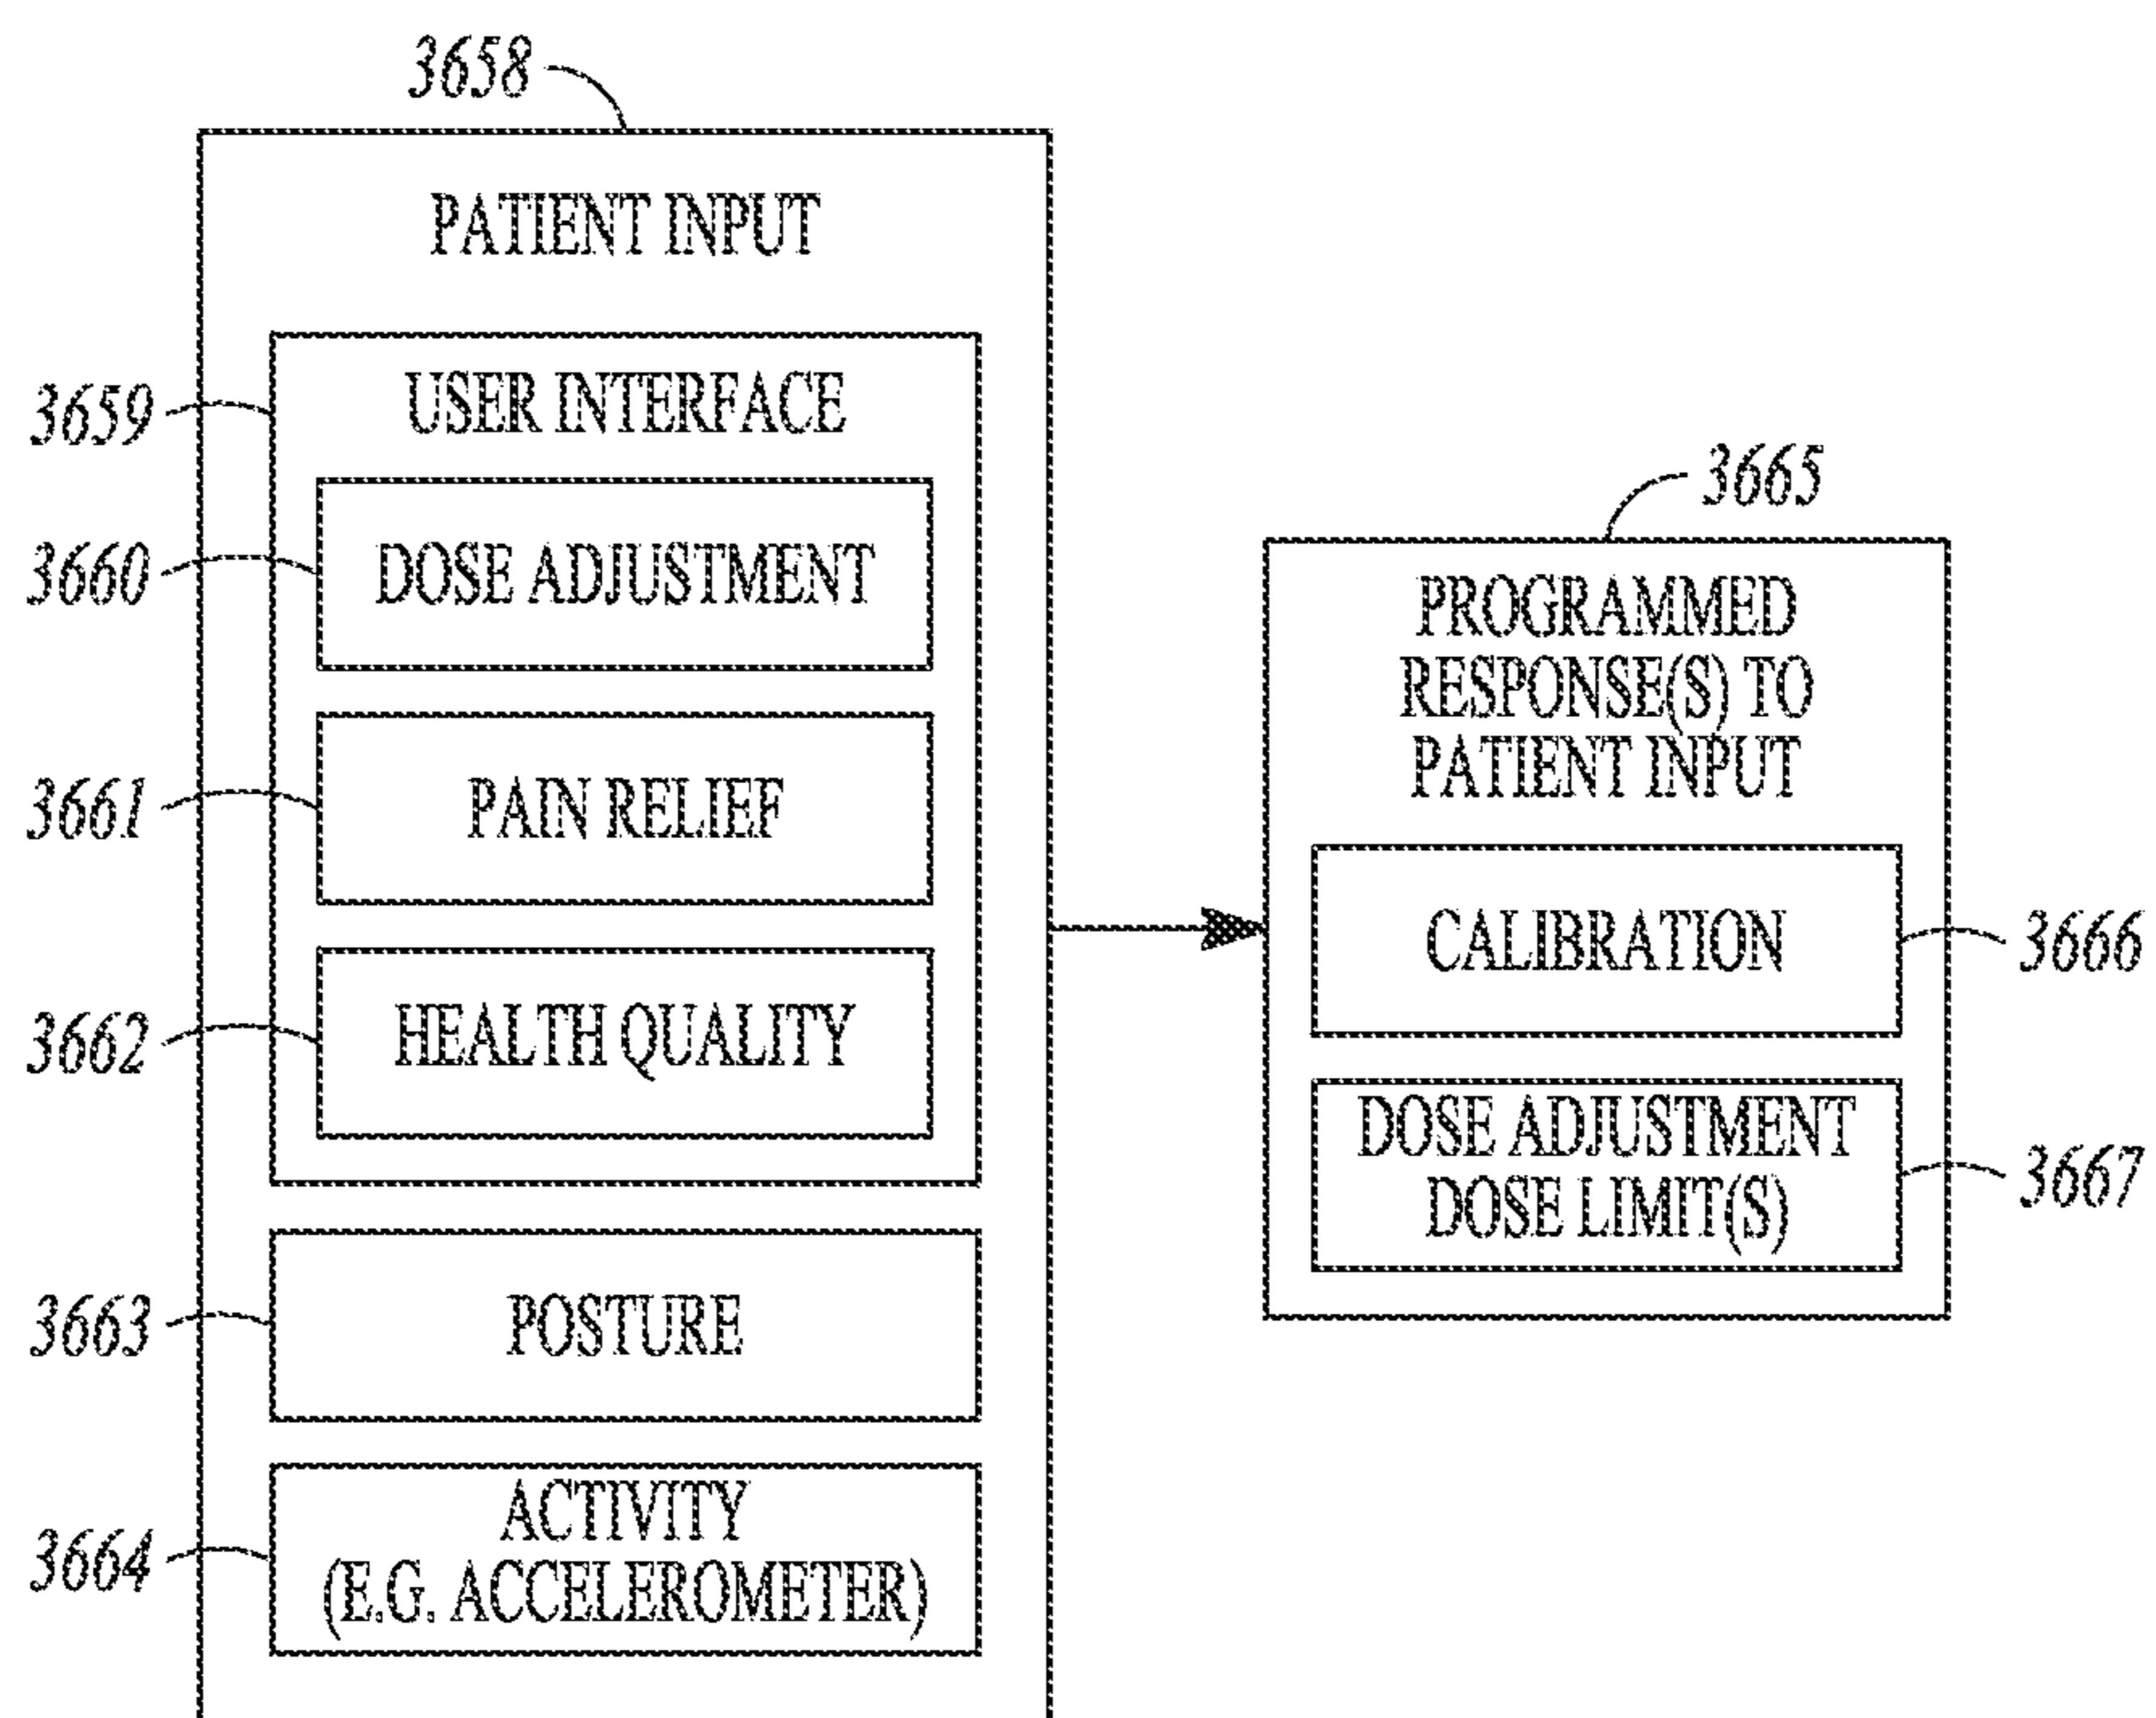 3658
PATIENT INPUT
3659
USER INTERFACE
3660
DOSE ADJUSTMENT
3661
PAIN RELIEF
3662
HEALTH QUALITY
3663
POSTURE
3664
ACTIVITY
(E.G. ACCELEROMETER)
3665
PROGRAMMED
RESPONSE(S) TO
PATIENT INPUT
CALIBRATION
3666
DOSE ADJUSTMENT
DOSE LIMIT(S)
3667